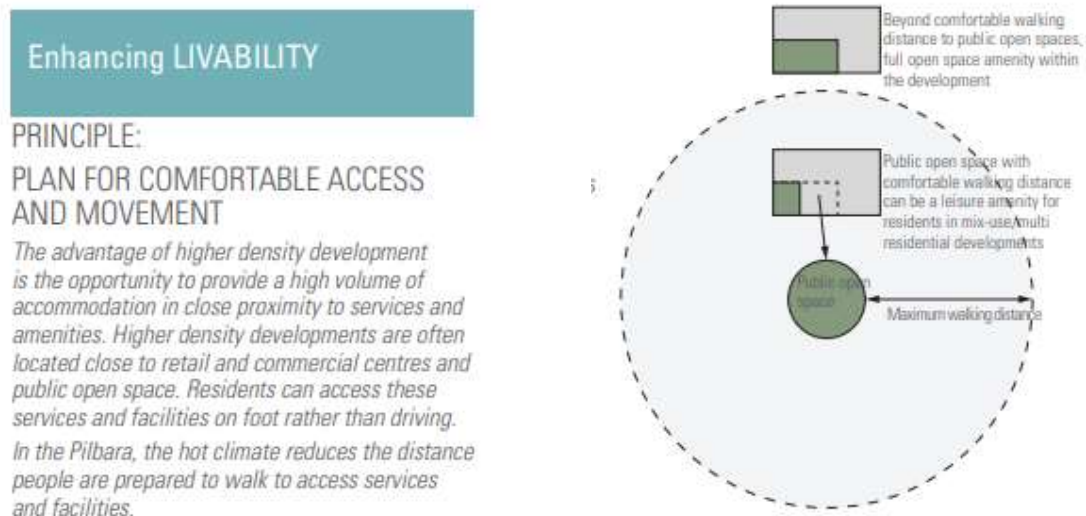 Enhancing LIVABILITY
PRINCIPLE:
PLAN FOR COMFORTABLE ACCESS
AND MOVEMENT
The advantage of higher density development
is the opportunity to provide a high volume of
accommodation in close proximity to services and
amenities. Higher density developments are often
located close to retail and commercial centres and
public open space. Residents can access these
services and facilities on foot rather than driving.
In the Pilbara, the hot climate reduces the distance
people are prepared to walk to access services
and facilities.
Beyond comfortable walking
distance to public open spaces,
full open space amenity within
the development
s
Public open space with
comfortable walking distance
can be a leisure amenity for
residents in mix-use/multi
residential developments
Public open
space
Maximum walking distance